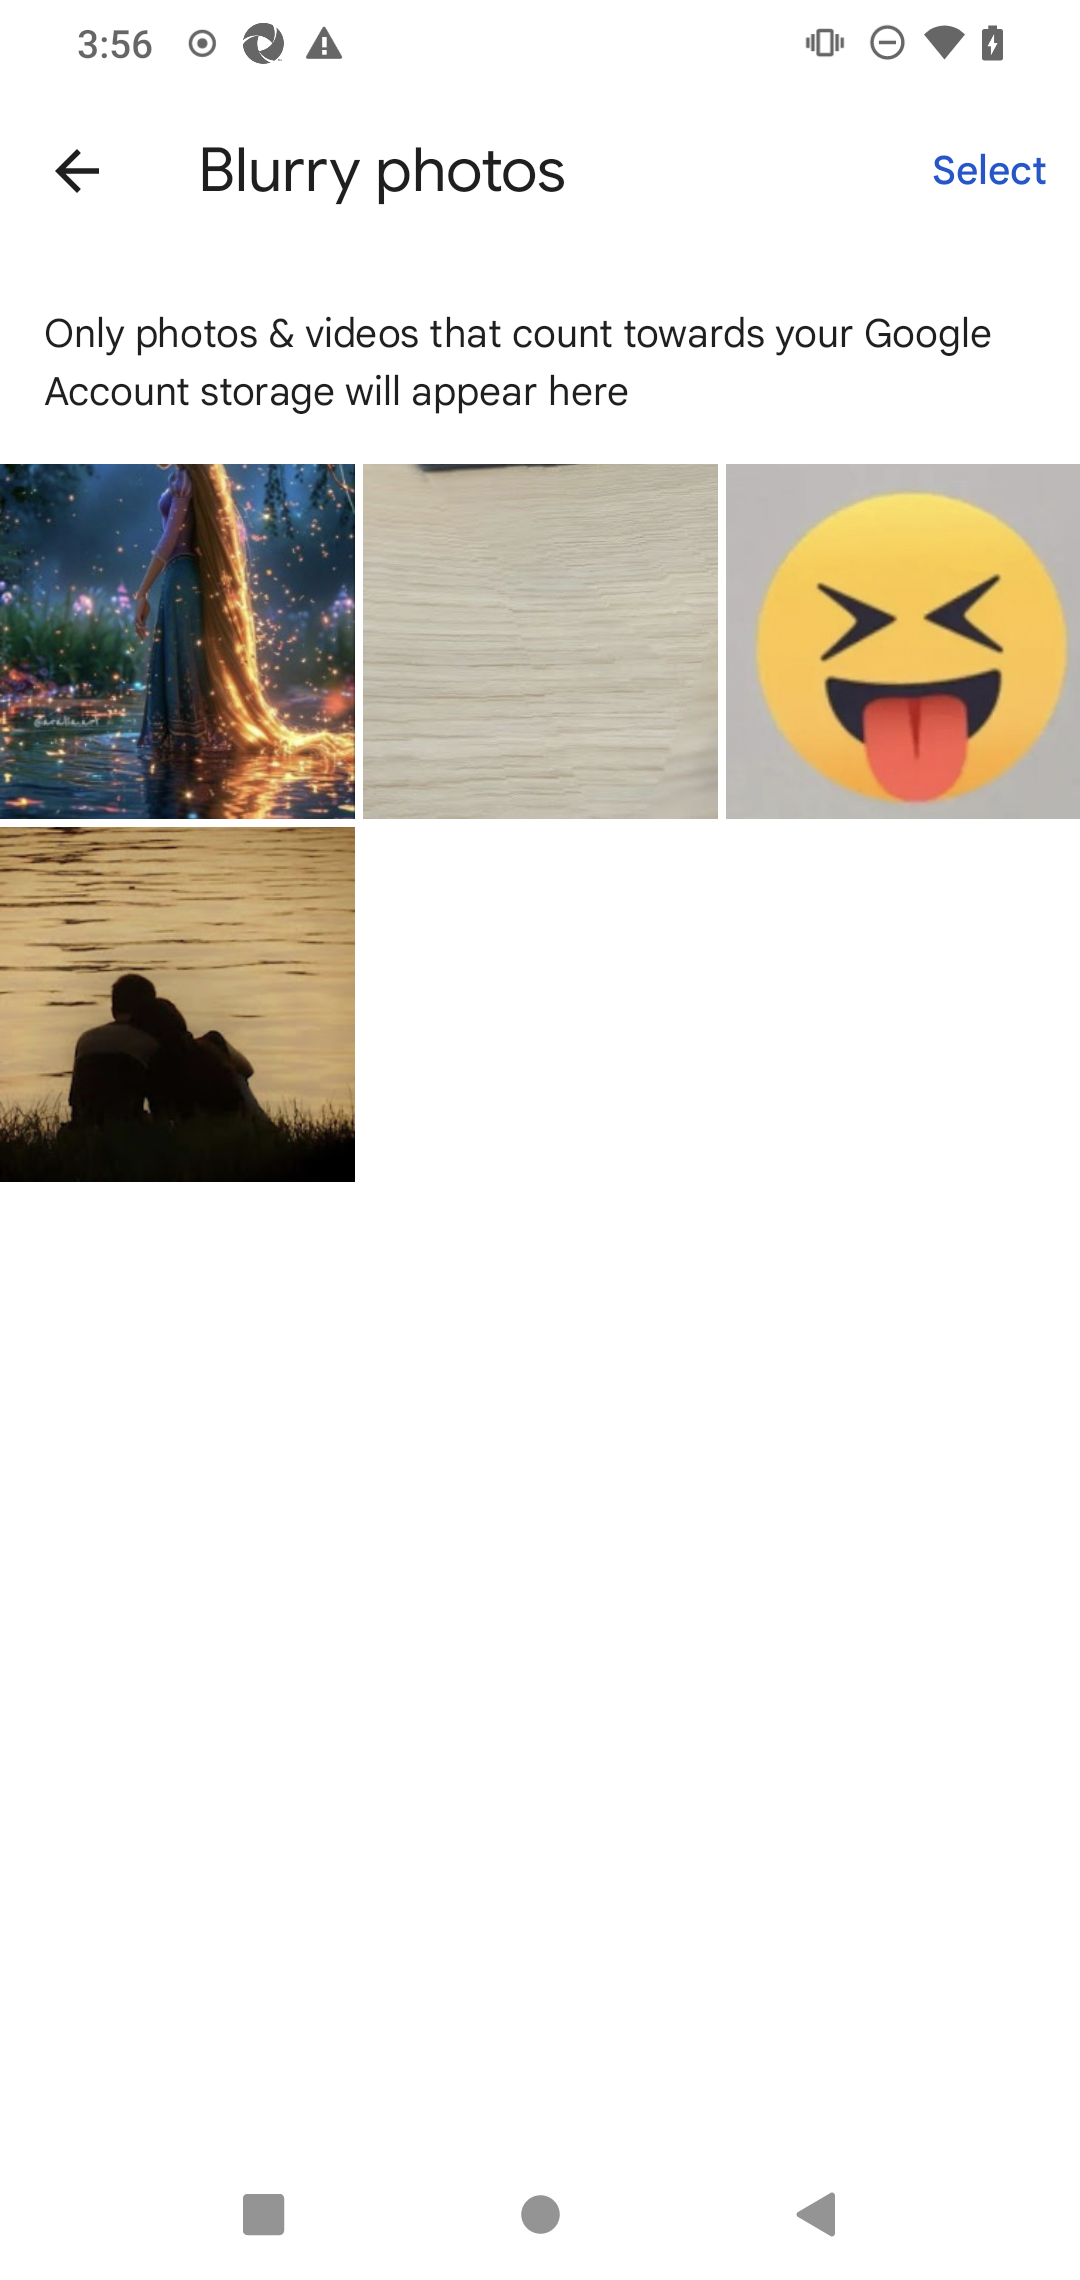 3:56
Blurry photos
Select
Only photos & videos that count towards your Google
Account storage will appear here